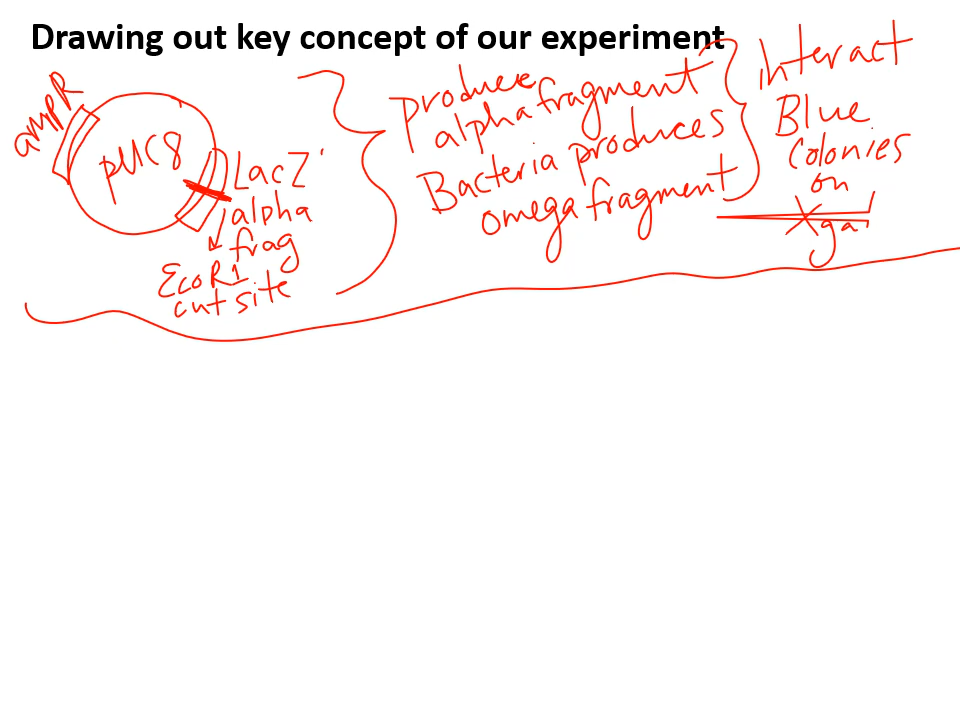 Drawing out key concept of our experiment
ampR
pUC8
LacZ'
alpha
frag
EcoR1
cut site
produce
alpha fragment
Bacteria produces
omega fragment
interact
Blue
Colonies
on
Xgal